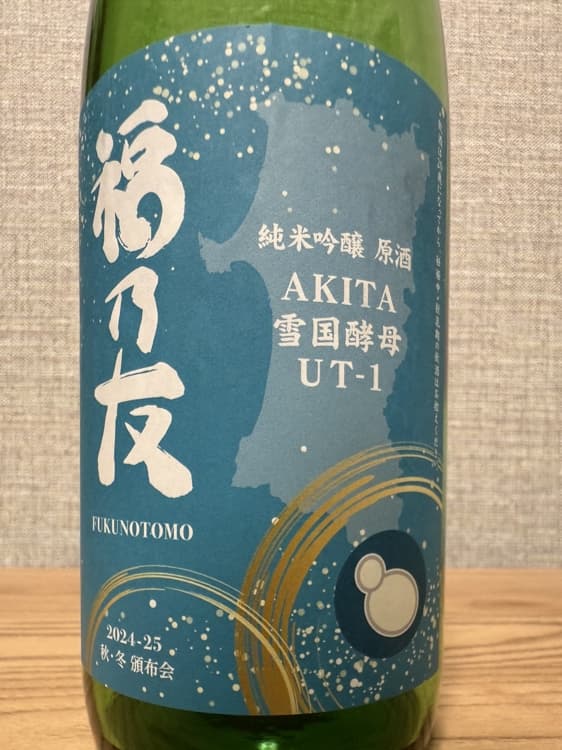 福乃友
FUKUNOTOMO
純米吟醸 原酒
AKITA
雪国酵母
UT-1
2024-25
秋・冬 頒布会